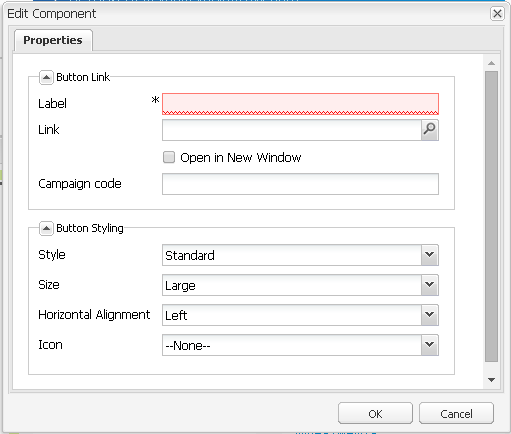 Edit Component
Properties
Button Link
Label *
Link
Open in New Window
Campaign code
Button Styling
Style Standard
Size Large
Horizontal Alignment Left
Icon --None--
OK Cancel